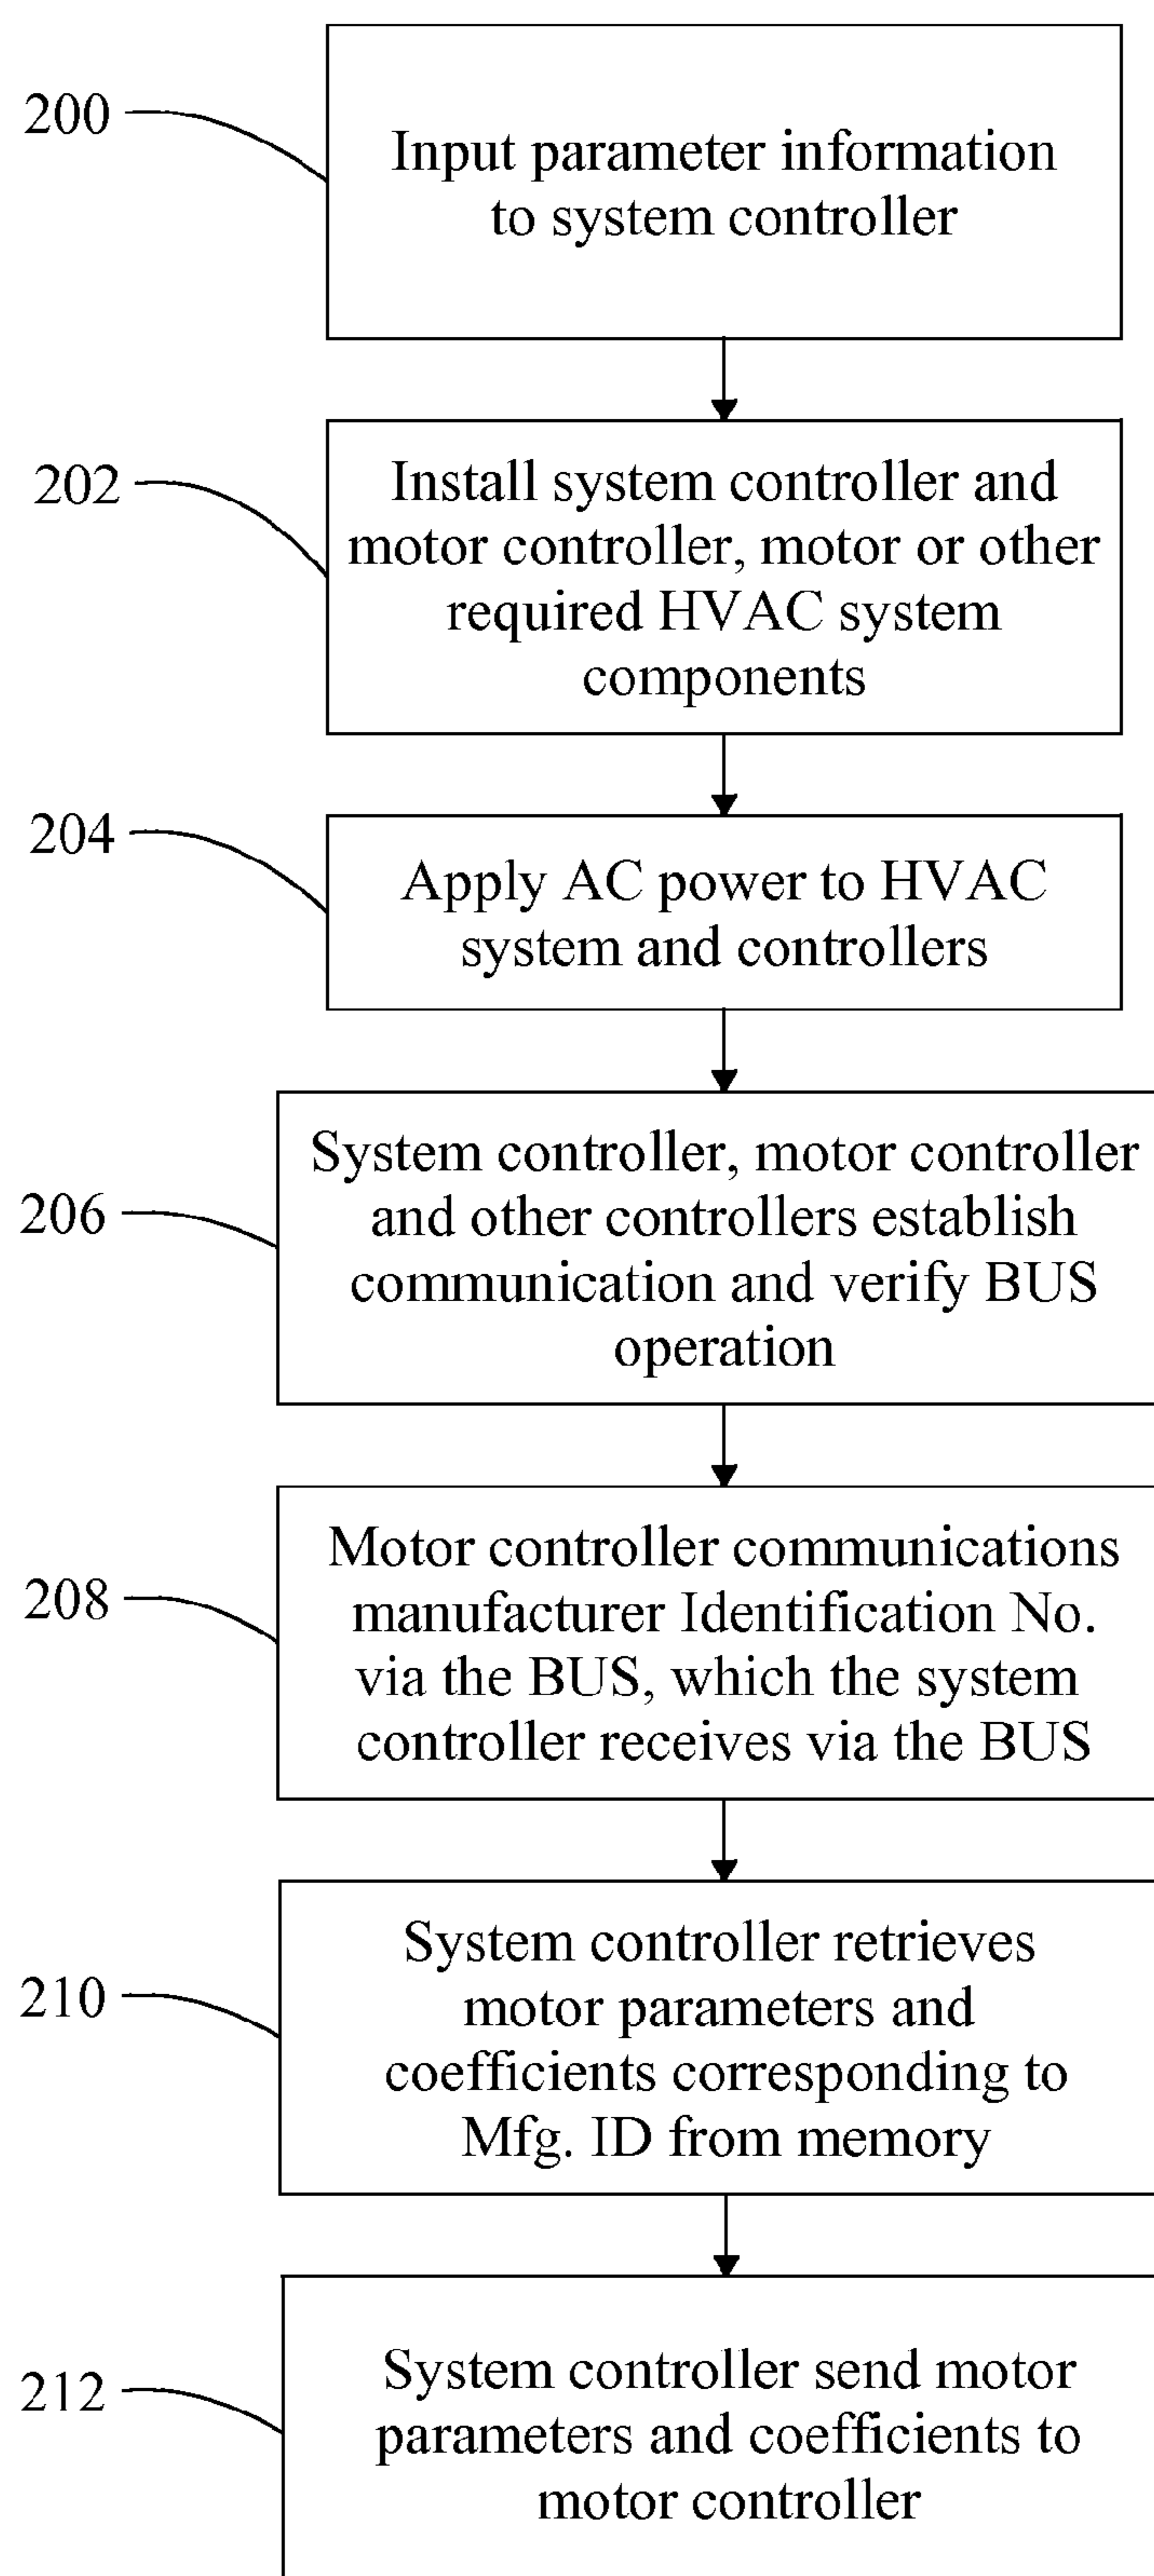 200
Input parameter information
to system controller
202
Install system controller and
motor controller, motor or other
required HVAC system
components
204
Apply AC power to HVAC
system and controllers
206
System controller, motor controller
and other controllers establish
communication and verify BUS
operation
208
Motor controller communications
manufacturer Identification No.
via the BUS, which the system
controller receives via the BUS
210
System controller retrieves
motor parameters and
coefficients corresponding to
Mfg. ID from memory
212
System controller send motor
parameters and coefficients to
motor controller